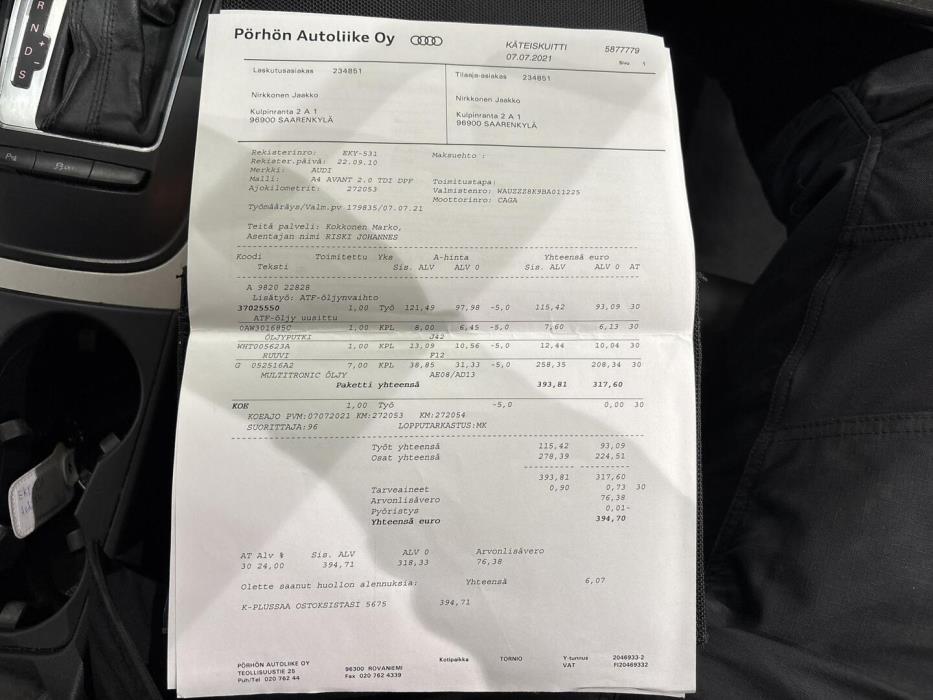 R
N
D
S
+
-
Pörhön Autoliike Oy
KÄTEISKUITTI 5877779
07.07.2021 Sivu 1
Laskutusasiakas 234851
Tilaaja-asiakas 234851
Nirkkonen Jaakko
Nirkkonen Jaakko
Kulpinranta 2 A 1
96900 SAARENKYLÄ
Kulpinranta 2 A 1
96900 SAARENKYLÄ
Rekisterinro: EKY-531 Maksuehto :
Rekister.päivä: 22.09.10
Merkki: AUDI
Malli: A4 AVANT 2.0 TDI DPF Toimitustapa:
Ajokilometrit: 272053 Valmistenro: WAUZZZ8K9BA011225
Moottorinro: CAGA
Työmääräys/Valm.pv 179835/07.07.21
Teitä palveli: Kokkonen Marko,
Asentajan nimi RISKI JOHANNES
Koodi Toimitettu Yks A-hinta Yhteensä euro
Teksti Sis. ALV ALV 0 Sis. ALV ALV 0 AT
A 9820 22828
Lisätyö: ATF-öljynvaihto
37025550 1,00 Työ 121,49 97,98 -5,0 115,42 93,09 30
ATF-öljy uusittu
0AW301685C 1,00 KPL 8,00 6,45 -5,0 7,60 6,13 30
ÖLJYPUTKI J42
WHT005623A 1,00 KPL 13,09 10,56 -5,0 12,44 10,04 30
RUUVI F12
G 052516A2 7,00 KPL 38,85 31,33 -5,0 258,35 208,34 30
MULTITRONIC ÖLJY AE08/AD13
Paketti yhteensä 393,81 317,60
KOE 1,00 Työ -5,0 0,00 30
KOEAJO PVM:07072021 KM:272053 KM:272054
SUORITTAJA:96 LOPPUTARKASTUS:MK
Työt yhteensä 115,42 93,09
Osat yhteensä 278,39 224,51
393,81 317,60
Tarveaineet 0,90 0,73 30
Arvonlisävero 76,38
Pyöristys 0,01-
Yhteensä euro 394,70
AT Alv % Sis. ALV ALV 0 Arvonlisävero
30 24,00 394,71 318,33 76,38
Olette saanut huollon alennuksia: Yhteensä 6,07
K-PLUSSAA OSTOKSISTASI 5675 394,71
PÖRHÖN AUTOLIIKE OY
TEOLLISUUSTIE 25
Puh/Tel 020 762 44
96300 ROVANIEMI
Fax 020 762 4339
Kotipaikka TORNIO
Y-tunnus 2046933-2
VAT FI20469332